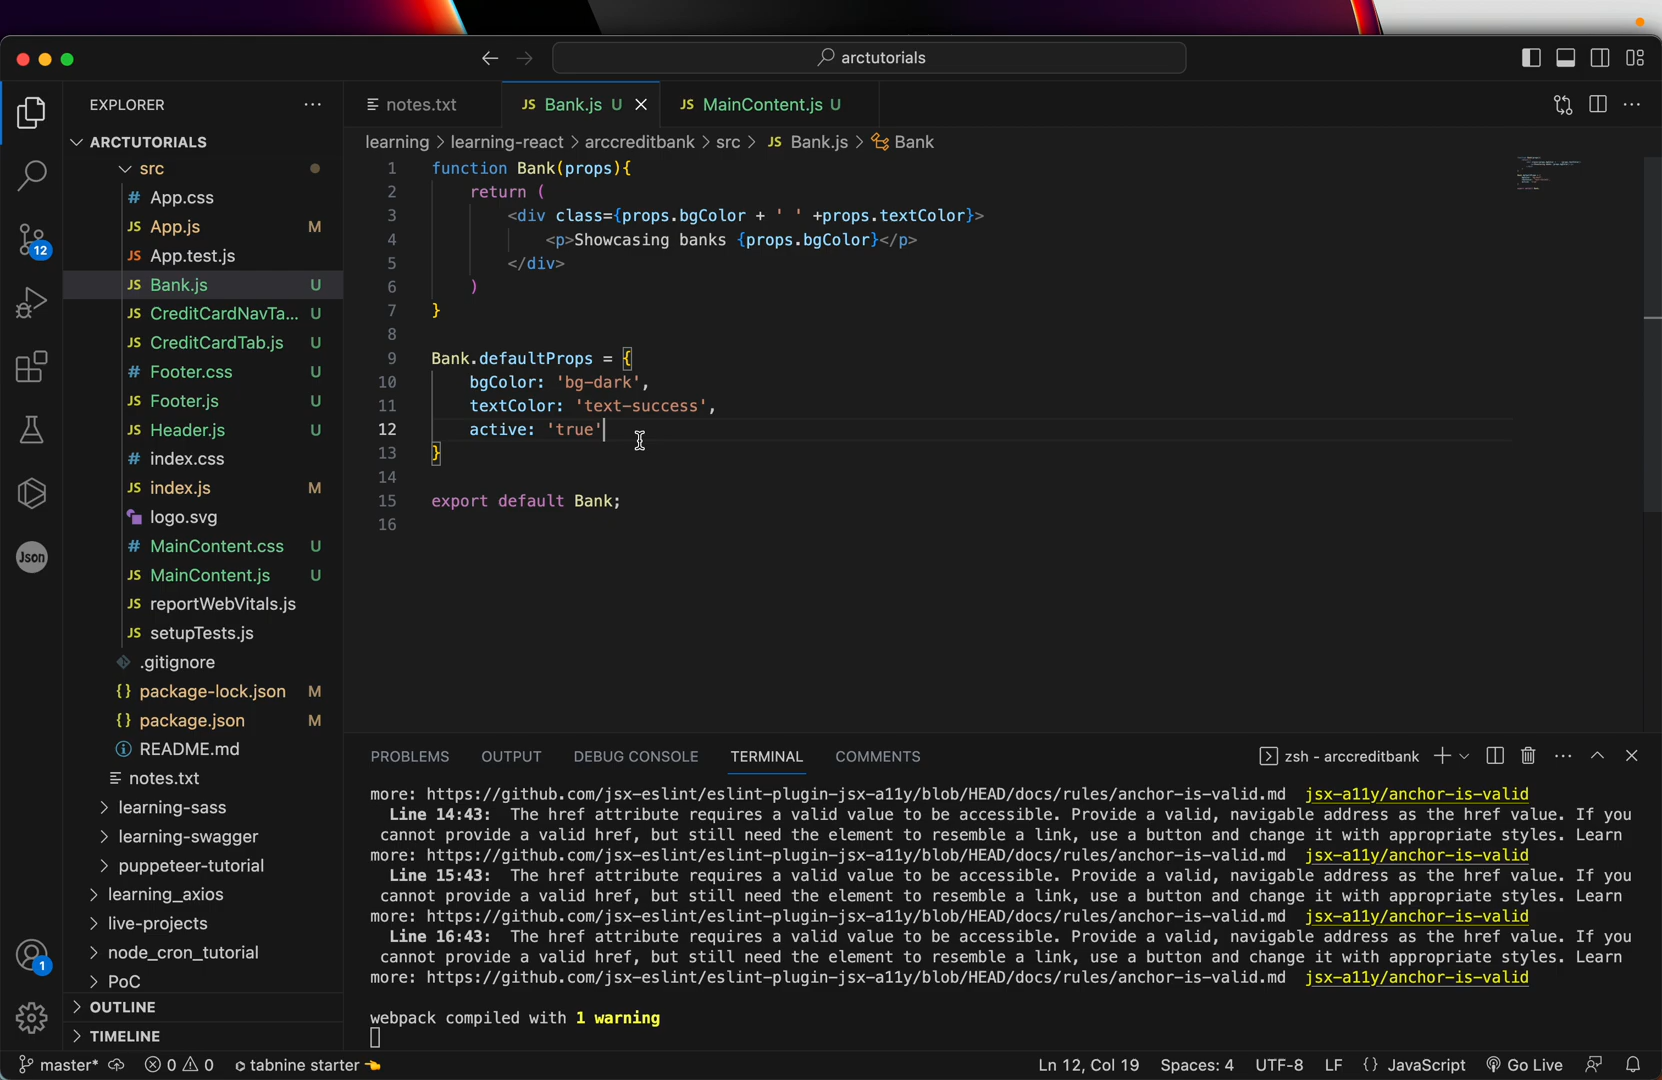 arctutorials
EXPLORER
ARCTUTORIALS
src
# App.css
JS App.js M
JS App.test.js
JS Bank.js U
JS CreditCardNavTa... U
JS CreditCardTab.js U
# Footer.css U
JS Footer.js U
JS Header.js U
# index.css
JS index.js M
logo.svg
# MainContent.css U
JS MainContent.js U
JS reportWebVitals.js
JS setupTests.js
.gitignore
{} package-lock.json M
{} package.json M
README.md
notes.txt
learning-sass
learning-swagger
puppeteer-tutorial
learning_axios
live-projects
node_cron_tutorial
PoC
OUTLINE
TIMELINE
12
Json
1
notes.txt
JS Bank.js U
JS MainContent.js U
learning > learning-react > arccreditbank > src > JS Bank.js > Bank
1 function Bank(props){
2 return (
3 <div class={props.bgColor + ' ' +props.textColor}>
4 <p>Showcasing banks {props.bgColor}</p>
5 </div>
6 )
7 }
8
9 Bank.defaultProps = {
10 bgColor: 'bg-dark',
11 textColor: 'text-success',
12 active: 'true'
13 }
14
15 export default Bank;
16
PROBLEMS OUTPUT DEBUG CONSOLE TERMINAL COMMENTS
zsh - arccreditbank
more: https://github.com/jsx-eslint/eslint-plugin-jsx-a11y/blob/HEAD/docs/rules/anchor-is-valid.md jsx-a11y/anchor-is-valid
Line 14:43: The href attribute requires a valid value to be accessible. Provide a valid, navigable address as the href value. If you
cannot provide a valid href, but still need the element to resemble a link, use a button and change it with appropriate styles. Learn
more: https://github.com/jsx-eslint/eslint-plugin-jsx-a11y/blob/HEAD/docs/rules/anchor-is-valid.md jsx-a11y/anchor-is-valid
Line 15:43: The href attribute requires a valid value to be accessible. Provide a valid, navigable address as the href value. If you
cannot provide a valid href, but still need the element to resemble a link, use a button and change it with appropriate styles. Learn
more: https://github.com/jsx-eslint/eslint-plugin-jsx-a11y/blob/HEAD/docs/rules/anchor-is-valid.md jsx-a11y/anchor-is-valid
Line 16:43: The href attribute requires a valid value to be accessible. Provide a valid, navigable address as the href value. If you
cannot provide a valid href, but still need the element to resemble a link, use a button and change it with appropriate styles. Learn
more: https://github.com/jsx-eslint/eslint-plugin-jsx-a11y/blob/HEAD/docs/rules/anchor-is-valid.md jsx-a11y/anchor-is-valid
webpack compiled with 1 warning
master* 0 0 tabnine starter Ln 12, Col 19 Spaces: 4 UTF-8 LF {} JavaScript Go Live